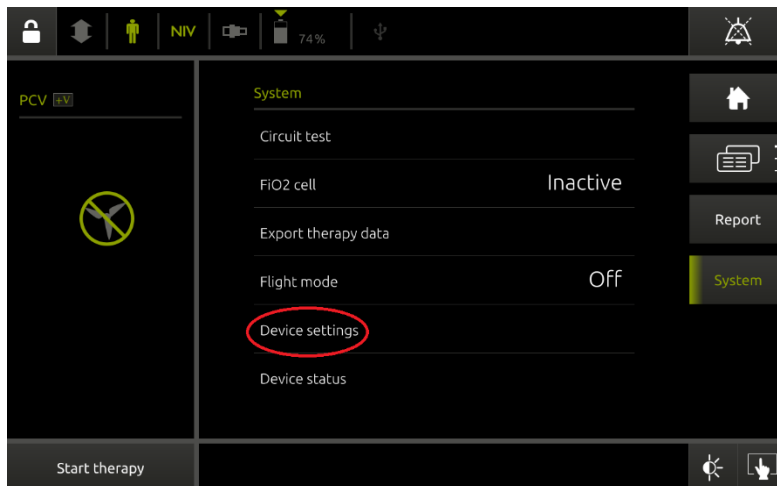 NIV
74%
PCV +V
System
Circuit test
FiO2 cell Inactive
Export therapy data
Flight mode Off
Device settings
Device status
Report
System
Start therapy